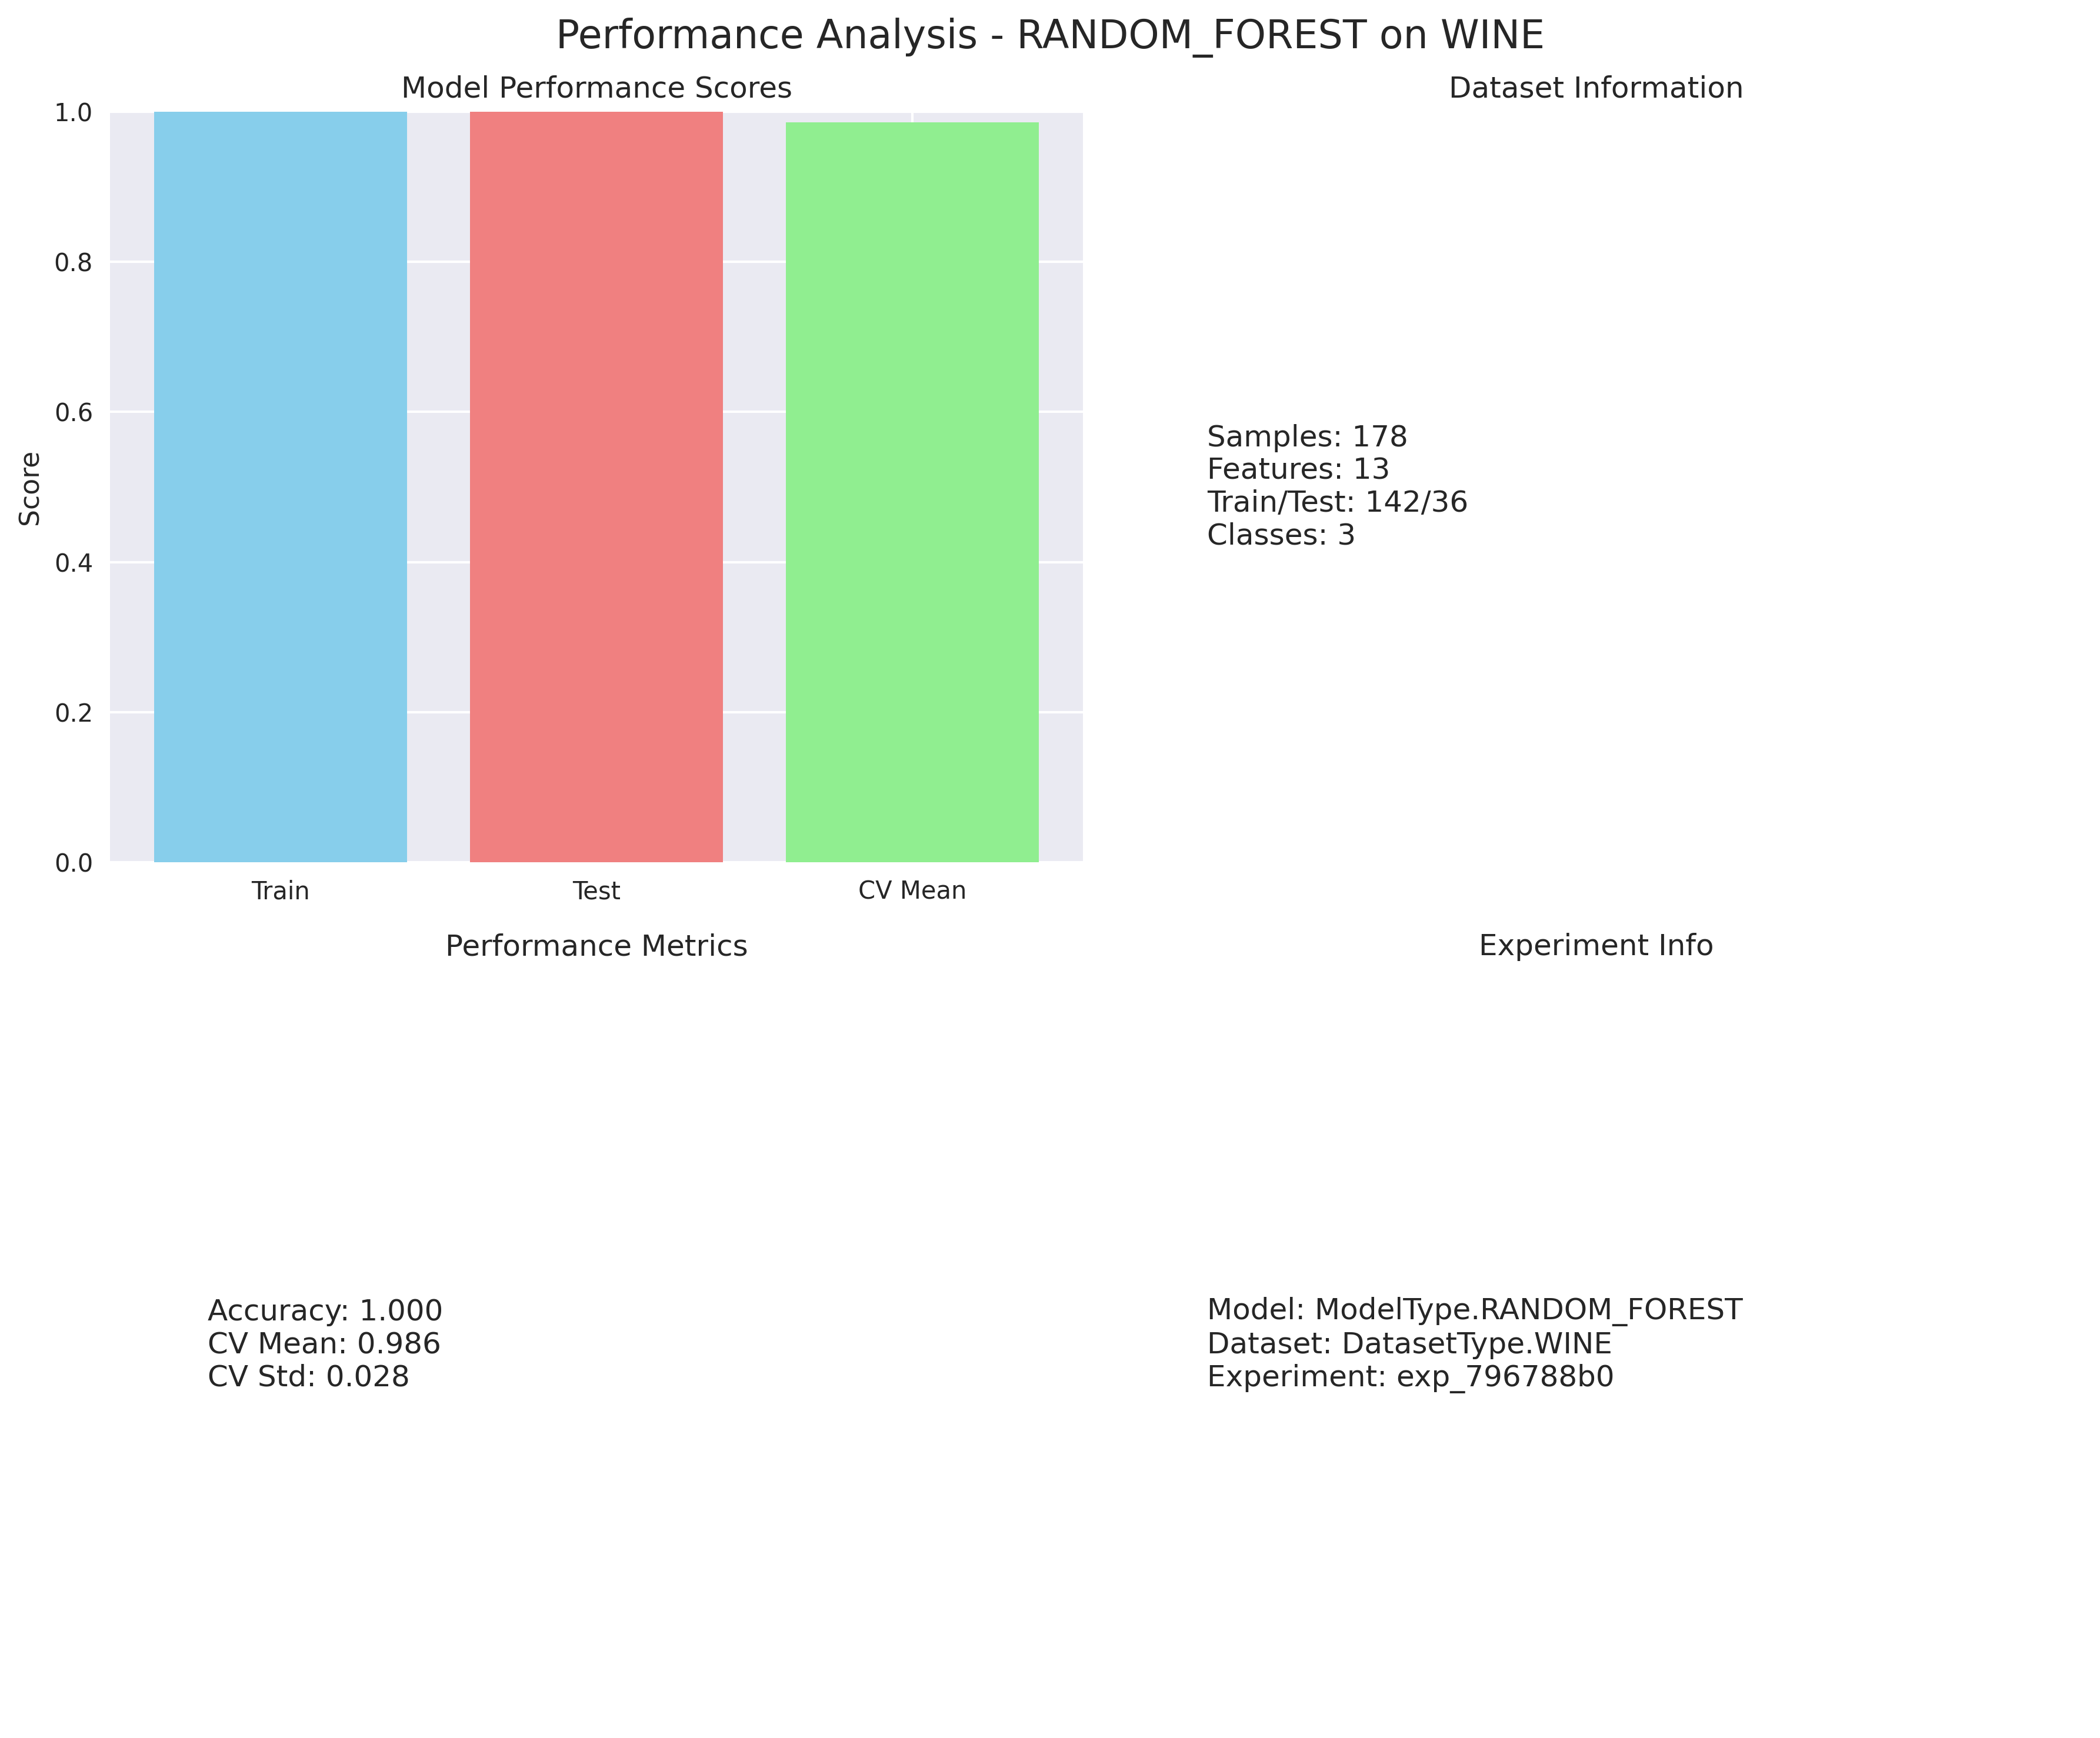 Performance Analysis - RANDOM_FOREST on WINE
Model Performance Scores
1.0
0.8
0.6
0.4
0.2
0.0
Score
Train
Test
CV Mean
Dataset Information
Samples: 178
Features: 13
Train/Test: 142/36
Classes: 3
Performance Metrics
Accuracy: 1.000
CV Mean: 0.986
CV Std: 0.028
Experiment Info
Model: ModelType.RANDOM_FOREST
Dataset: DatasetType.WINE
Experiment: exp_796788b0